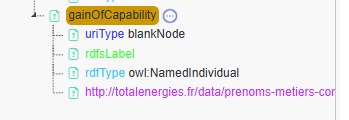 gainOfCapability
uriType blankNode
rdfsLabel
rdfType owl:NamedIndividual
http://totalenergies.fr/data/prenoms-metiers-cor